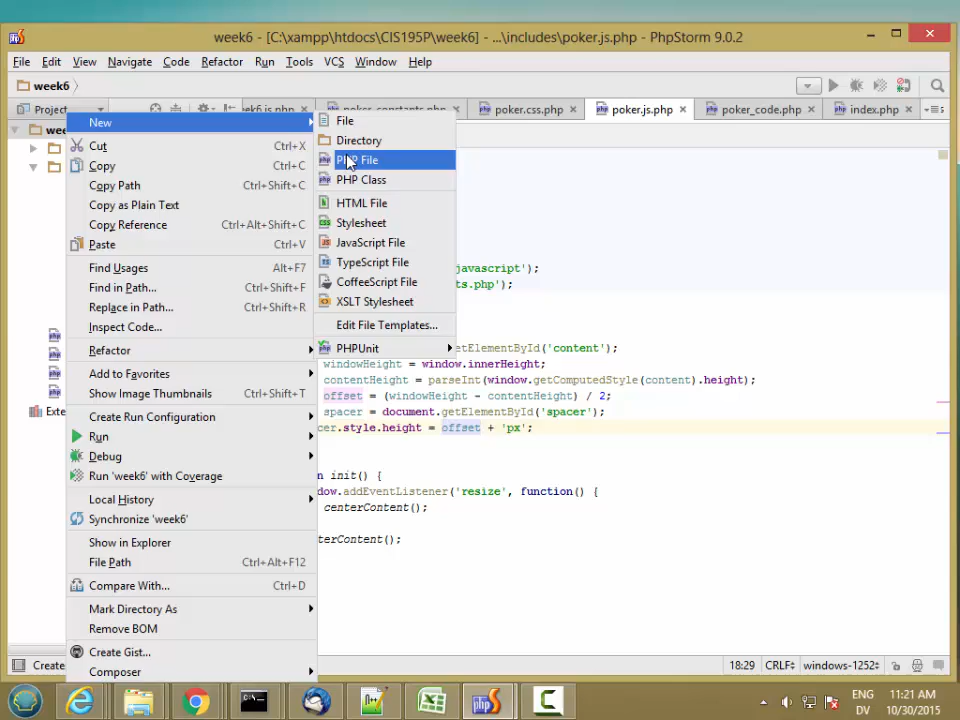 week6 - [C:\xampp\htdocs\CIS195P\week6] - ...\includes\poker.js.php - PhpStorm 9.0.2
File Edit View Navigate Code Refactor Run Tools VCS Window Help
week6
Project poker.css.php poker.js.php poker_code.php index.php
New
Cut Ctrl+X
Copy Ctrl+C
Copy Path Ctrl+Shift+C
Copy as Plain Text
Copy Reference Ctrl+Alt+Shift+C
Paste Ctrl+V
Find Usages Alt+F7
Find in Path... Ctrl+Shift+F
Replace in Path... Ctrl+Shift+R
Inspect Code...
Refactor
Add to Favorites
Show Image Thumbnails Ctrl+Shift+T
Create Run Configuration
Run
Debug
Run 'week6' with Coverage
Local History
Synchronize 'week6'
Show in Explorer
File Path Ctrl+Alt+F12
Compare With... Ctrl+D
Mark Directory As
Remove BOM
Create Gist...
Composer
File
Directory
PHP File
PHP Class
HTML File
Stylesheet
JavaScript File
TypeScript File
CoffeeScript File
XSLT Stylesheet
Edit File Templates...
PHPUnit
javascript');
ts.php');
etElementById('content');
windowHeight = window.innerHeight;
contentHeight = parseInt(window.getComputedStyle(content).height);
offset = (windowHeight - contentHeight) / 2;
spacer = document.getElementById('spacer');
cer.style.height = offset + 'px';
n init() {
dow.addEventListener('resize', function() {
centerContent();
terContent();
18:29 CRLF÷ windows-1252÷
ENG 11:21 AM
DV 10/30/2015